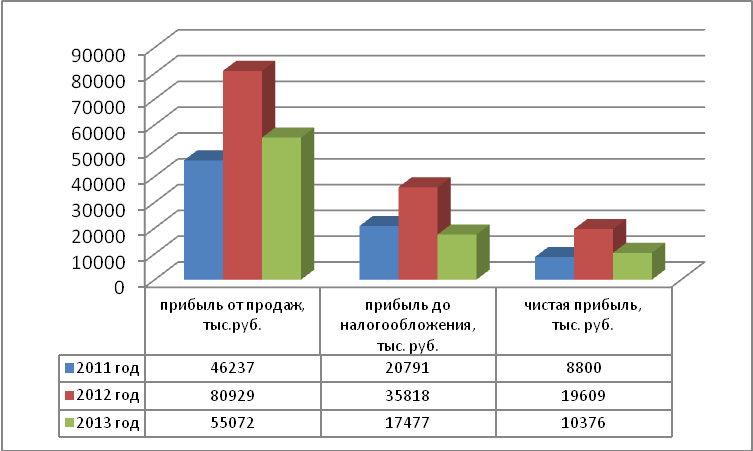 90000
80000
70000
60000
50000
40000
30000
20000
10000
0
прибыль от продаж, тыс.руб.
прибыль до налогообложения, тыс. руб.
чистая прибыль, тыс. руб.
2011 год 46237 20791 8800
2012 год 80929 35818 19609
2013 год 55072 17477 10376